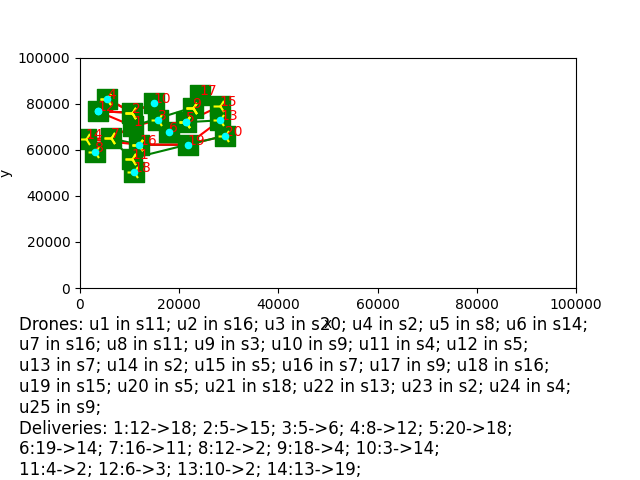 100000
80000
60000
40000
20000
0
y
0 20000 40000 60000 80000 100000
x
Drones: u1 in s11; u2 in s16; u3 in s20; u4 in s2; u5 in s8; u6 in s14;
u7 in s16; u8 in s11; u9 in s3; u10 in s9; u11 in s4; u12 in s5;
u13 in s7; u14 in s2; u15 in s5; u16 in s7; u17 in s9; u18 in s16;
u19 in s15; u20 in s5; u21 in s18; u22 in s13; u23 in s2; u24 in s4;
u25 in s9;
Deliveries: 1:12->18; 2:5->15; 3:5->6; 4:8->12; 5:20->18;
6:19->14; 7:16->11; 8:12->2; 9:18->4; 10:3->14;
11:4->2; 12:6->3; 13:10->2; 14:13->19;